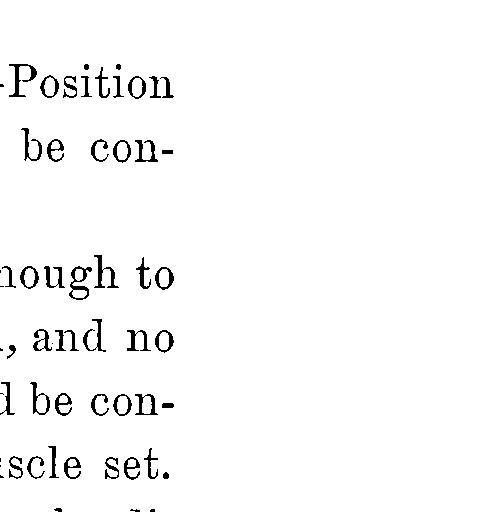 -Position
be con-
nough to
, and no
d be con-
scle set.